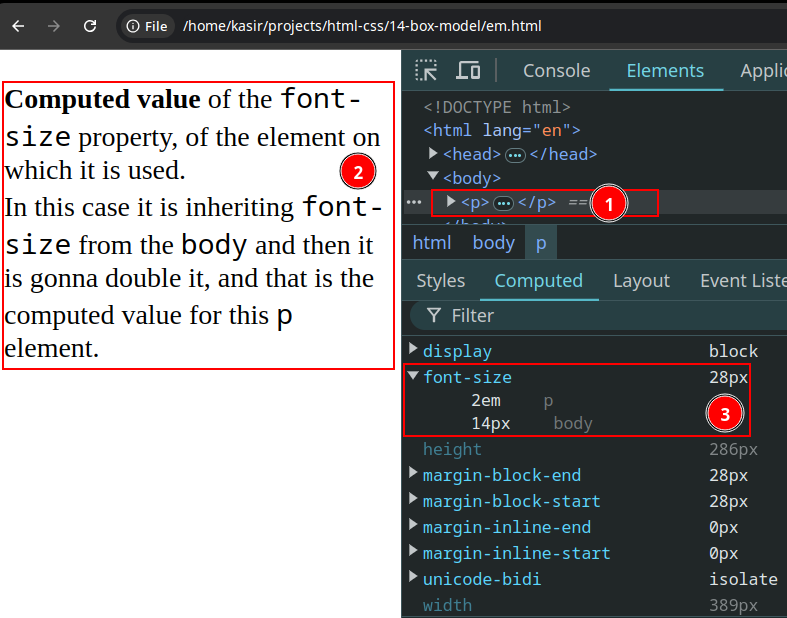 File /home/kasir/projects/html-css/14-box-model/em.html
Computed value of the font-
size property, of the element on
which it is used.
2
In this case it is inheriting font-
size from the body and then it
is gonna double it, and that is the
computed value for this p
element.
Console Elements Applic
<!DOCTYPE html>
<html lang="en">
<head> ••• </head>
<body>
••• <p> ••• </p> == 1
html body p
Styles Computed Layout Event Liste
Filter
display block
font-size 28px
2em p
14px body
3
height 286px
margin-block-end 28px
margin-block-start 28px
margin-inline-end 0px
margin-inline-start 0px
unicode-bidi isolate
width 389px